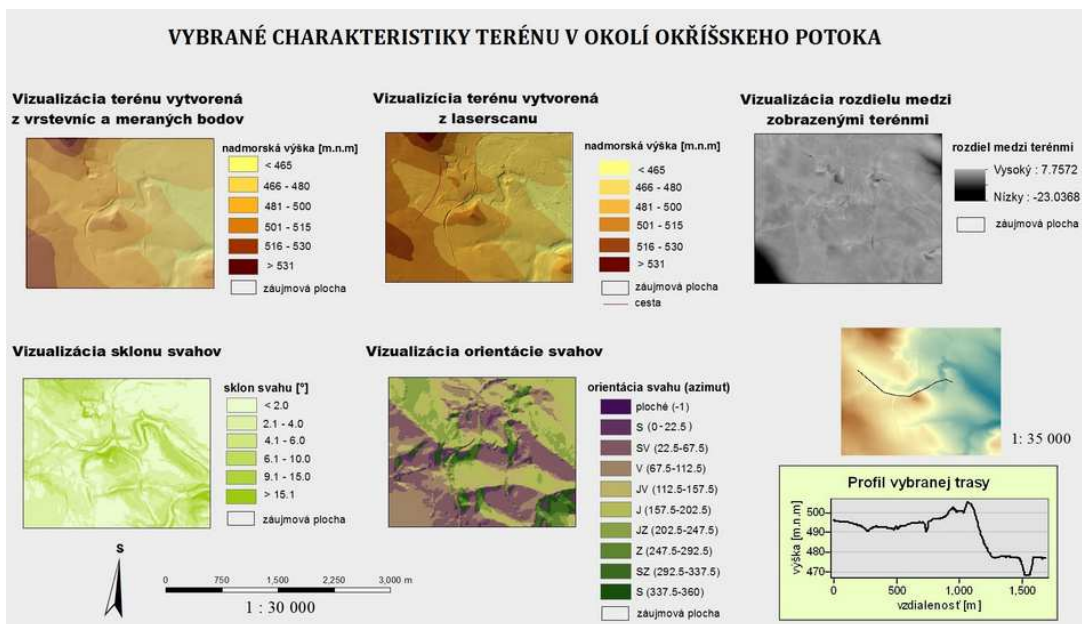 VYBRANÉ CHARAKTERISTIKY TERÉNU V OKOLÍ OKŘÍŠSKEHO POTOKA
Vizualizácia terénu vytvorená
z vrstevníc a meraných bodov
nadmorská výška [m.n.m]
< 465
466 - 480
481 - 500
501 - 515
516 - 530
> 531
záujmová plocha
Vizualizície terénu vytvorená
z laserscanu
nadmorská výška [m.n.m]
< 465
466 - 480
481 - 500
501 - 515
516 - 530
> 531
záujmová plocha
cesta
Vizualizácia rozdielu medzi
zobrazenými terénmi
rozdiel medzi terénmi
Vysoký : 7.7572
Nízky : -23.0368
záujmová plocha
Vizualizácia sklonu svahov
sklon svahu [°]
< 2.0
2.1 - 4.0
4.1 - 6.0
6.1 - 10.0
9.1 - 15.0
> 15.1
záujmová plocha
Vizualizácia orientácie svahov
orientácia svahu (azimut)
ploché (-1)
S (0-22.5)
SV (22.5-67.5)
V (67.5-112.5)
JV (112.5-157.5)
J (157.5-202.5)
JZ (202.5-247.5)
Z (247.5-292.5)
SZ (292.5-337.5)
S (337.5-360)
záujmová plocha
1: 35 000
Profil vybranej trasy
výška [m.n.m]
500
490
480
470
0 500 1,000 1,500
vzdialenosť [m]
S
0 750 1,500 2,250 3,000 m
1 : 30 000